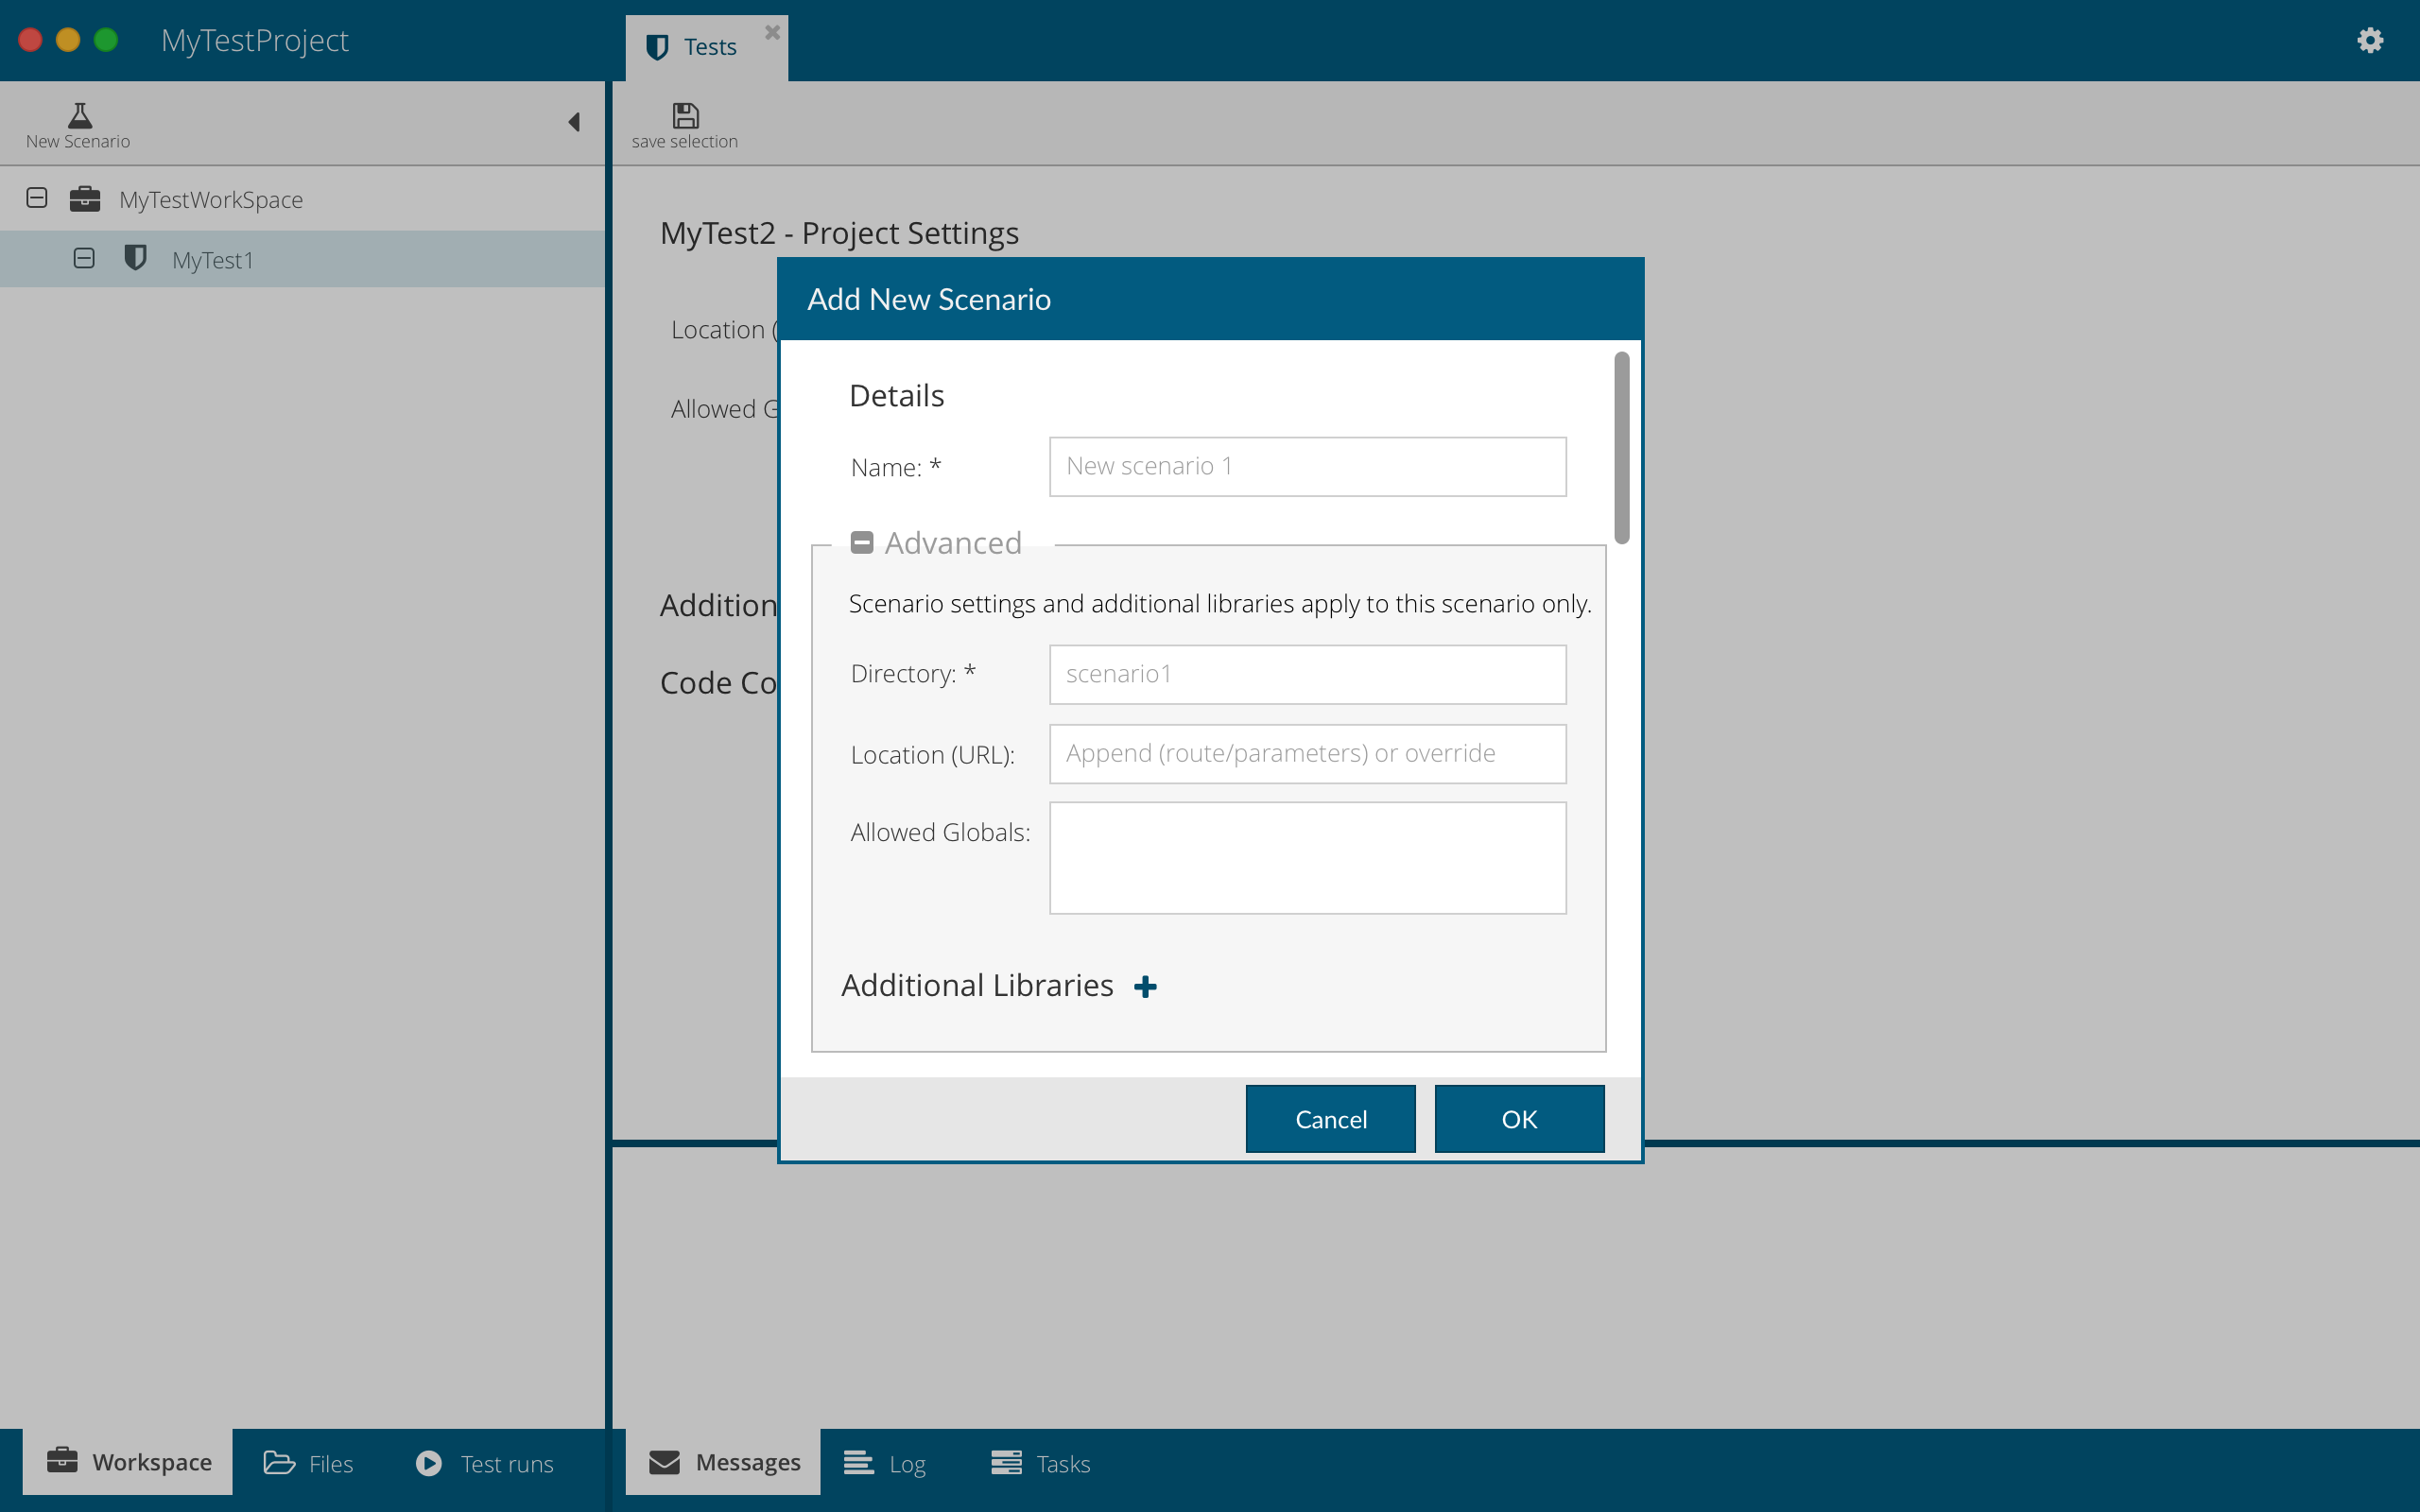 MyTestProject
Tests
New Scenario
save selection
MyTestWorkSpace
MyTest1
MyTest2 - Project Settings
Location (
Allowed G
Addition
Code Co
Add New Scenario
Details
Name: *
New scenario 1
Advanced
Scenario settings and additional libraries apply to this scenario only.
Directory: *
scenario1
Location (URL):
Append (route/parameters) or override
Allowed Globals:
Additional Libraries
Cancel
OK
Workspace
Files
Test runs
Messages
Log
Tasks